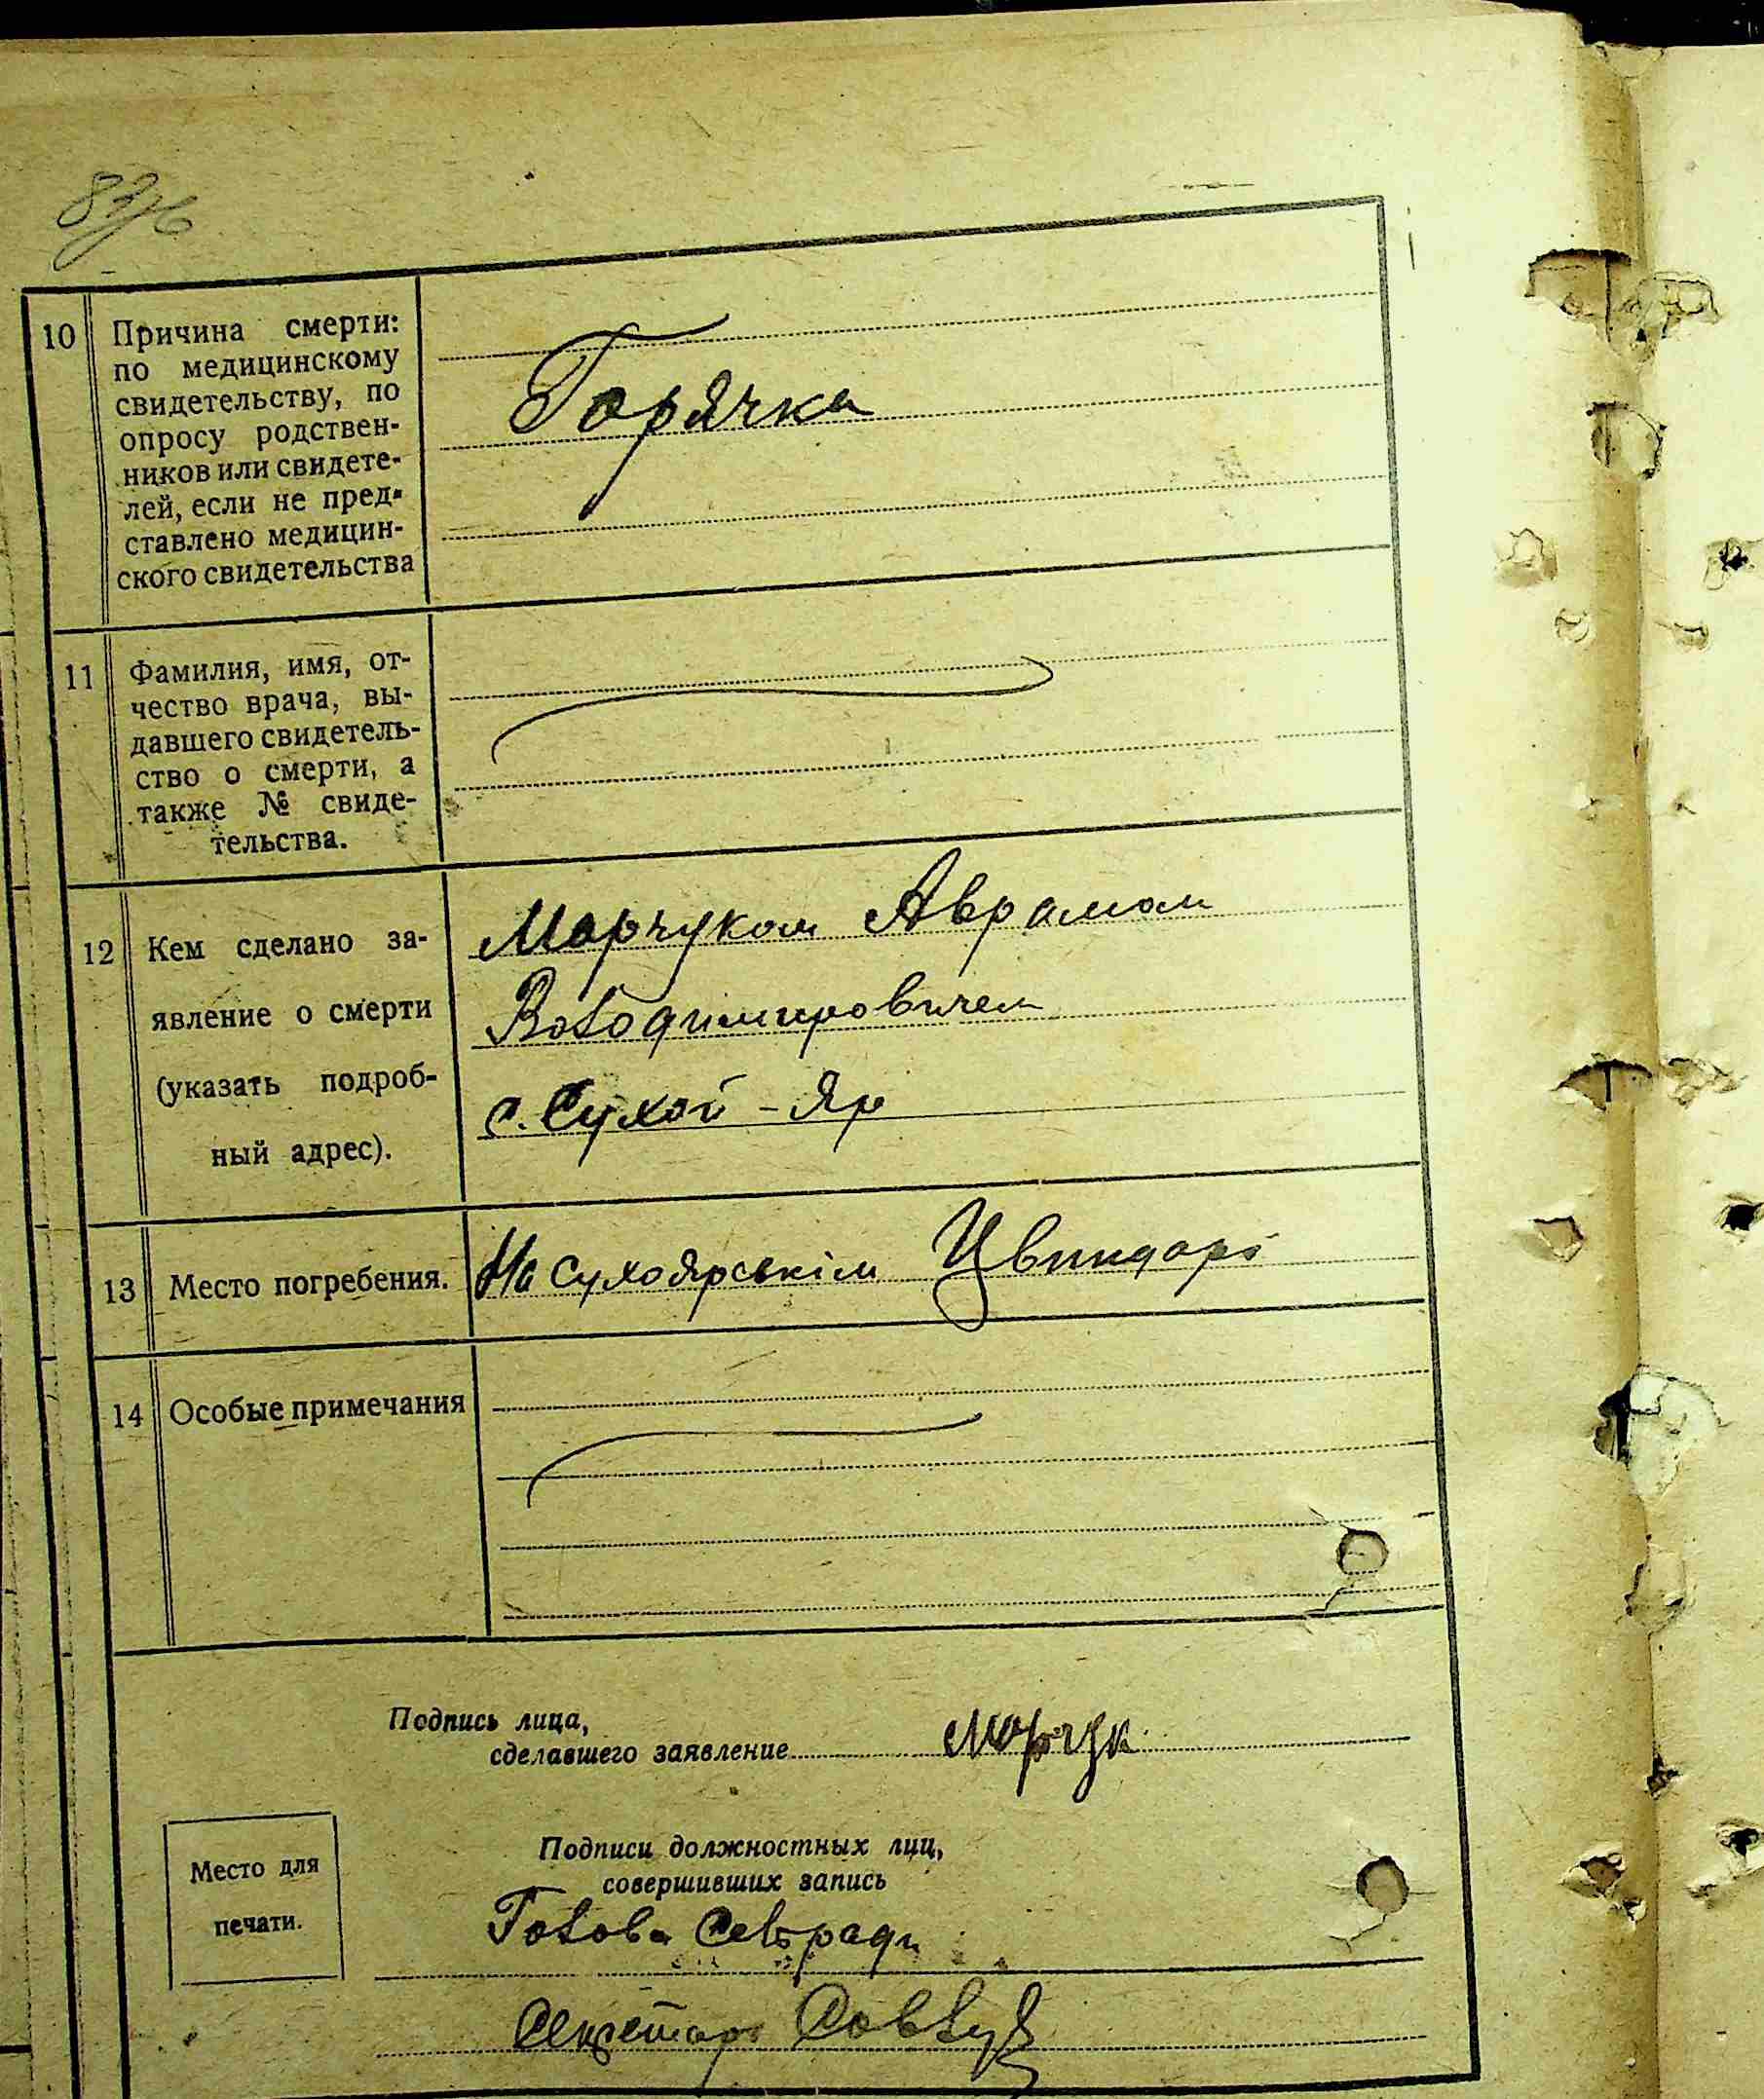 10 Причина смерти:
по медицинскому
свидетельству, по
опросу родствен-
ников или свидете-
лей, если не пред-
ставлено медицин-
ского свидетельства
Горячка
11 Фамилия, имя, от-
чество врача, вы-
давшего свидетель-
ство о смерти, а
также № свиде-
тельства.
12 Кем сделано за-
явление о смерти
(указать подроб-
ный адрес).
Марчуком Аврамом
Володимировичем
с. Сухой-Яр
13 Место погребения. На Сухоярськім Цвинтарі
14 Особые примечания
Подпись лица,
сделавшего заявление Марчук
Место для
печати.
Подписи должностных лиц,
совершивших запись
Голова Сельради
Секретарь